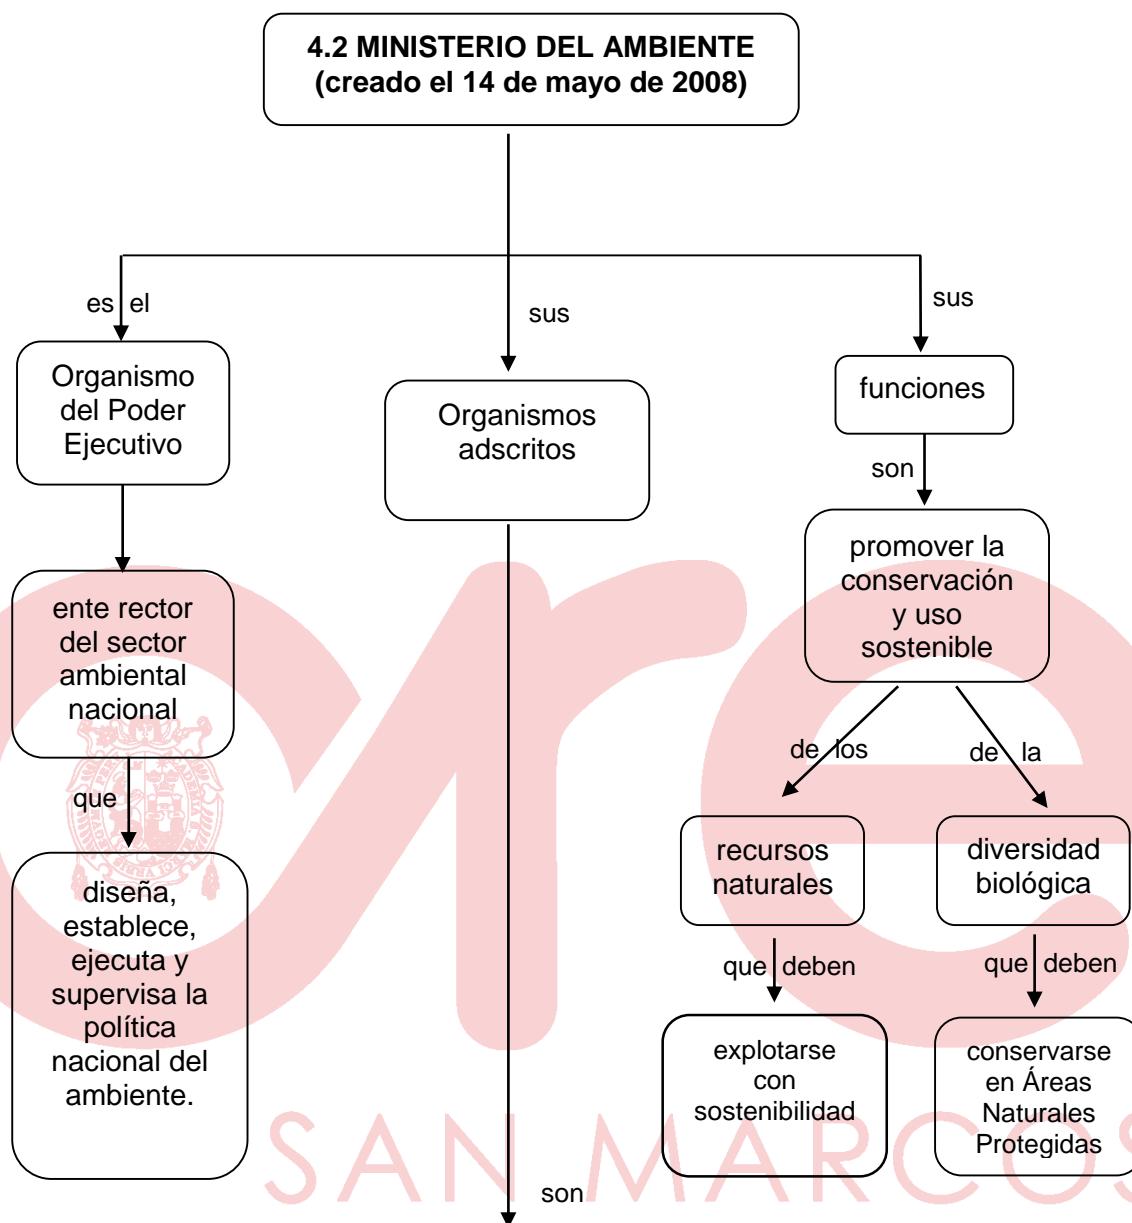 4.2 MINISTERIO DEL AMBIENTE
(creado el 14 de mayo de 2008)
es el
Organismo
del Poder
Ejecutivo
ente rector
del sector
ambiental
nacional
que
diseña,
establece,
ejecuta y
supervisa la
política
nacional del
ambiente.
sus
Organismos
adscritos
son
sus
funciones
son
promover la
conservación
y uso
sostenible
de los
recursos
naturales
que deben
explotarse
con
sostenibilidad
de la
diversidad
biológica
que deben
conservarse
en Áreas
Naturales
Protegidas
SAN MARCOS